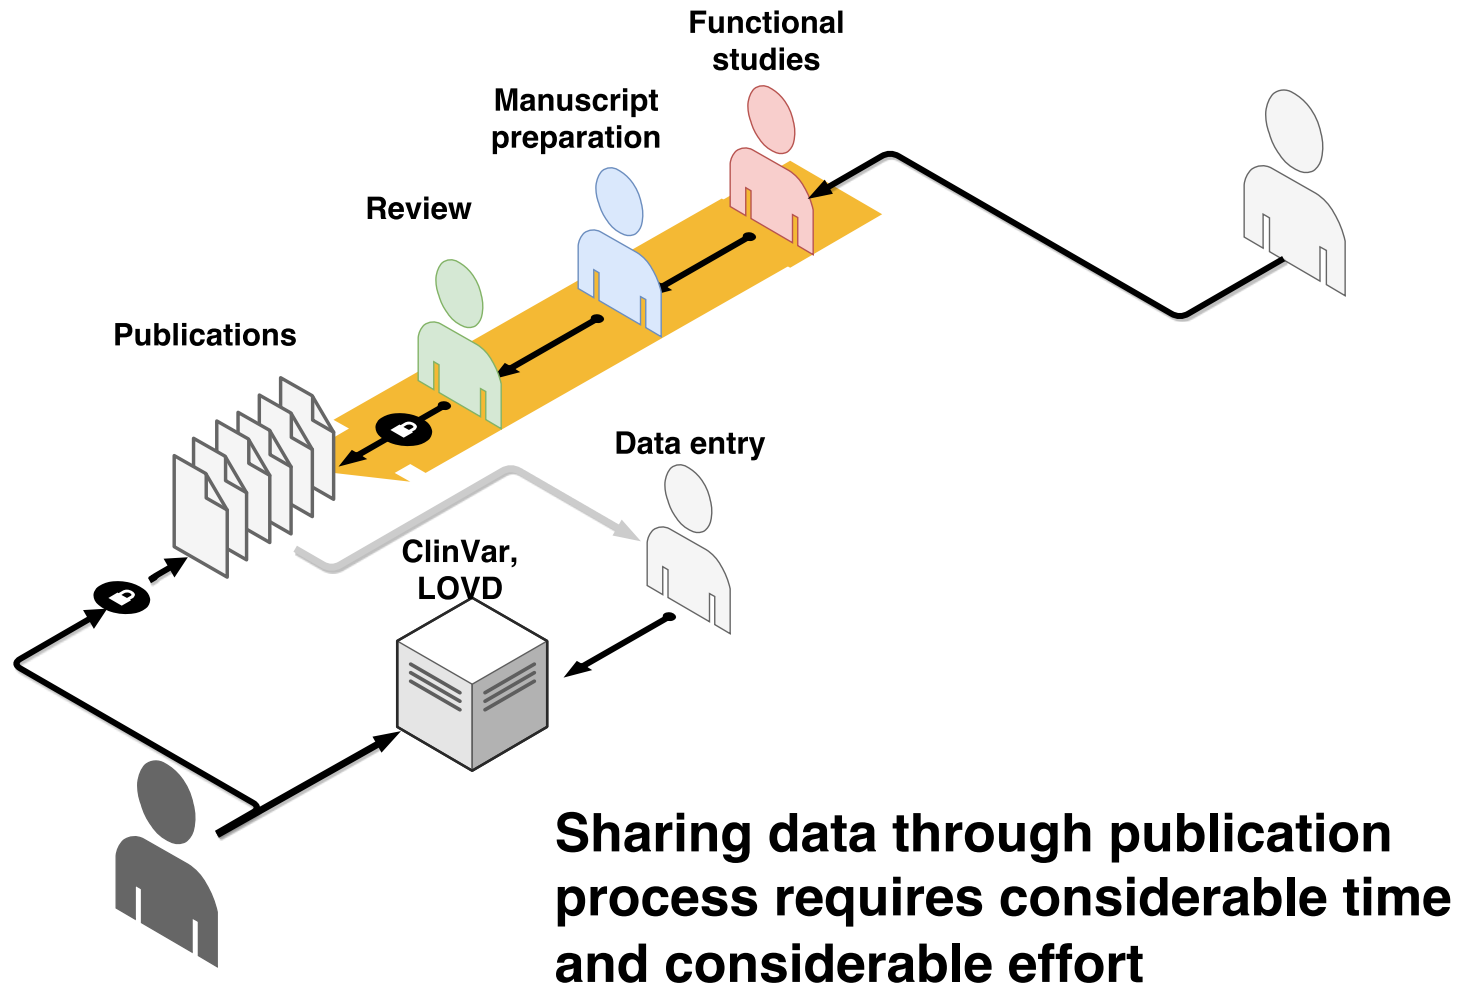 Functional
studies
Manuscript
preparation
Review
Publications
Data entry
ClinVar,
LOVD
Sharing data through publication
process requires considerable time
and considerable effort